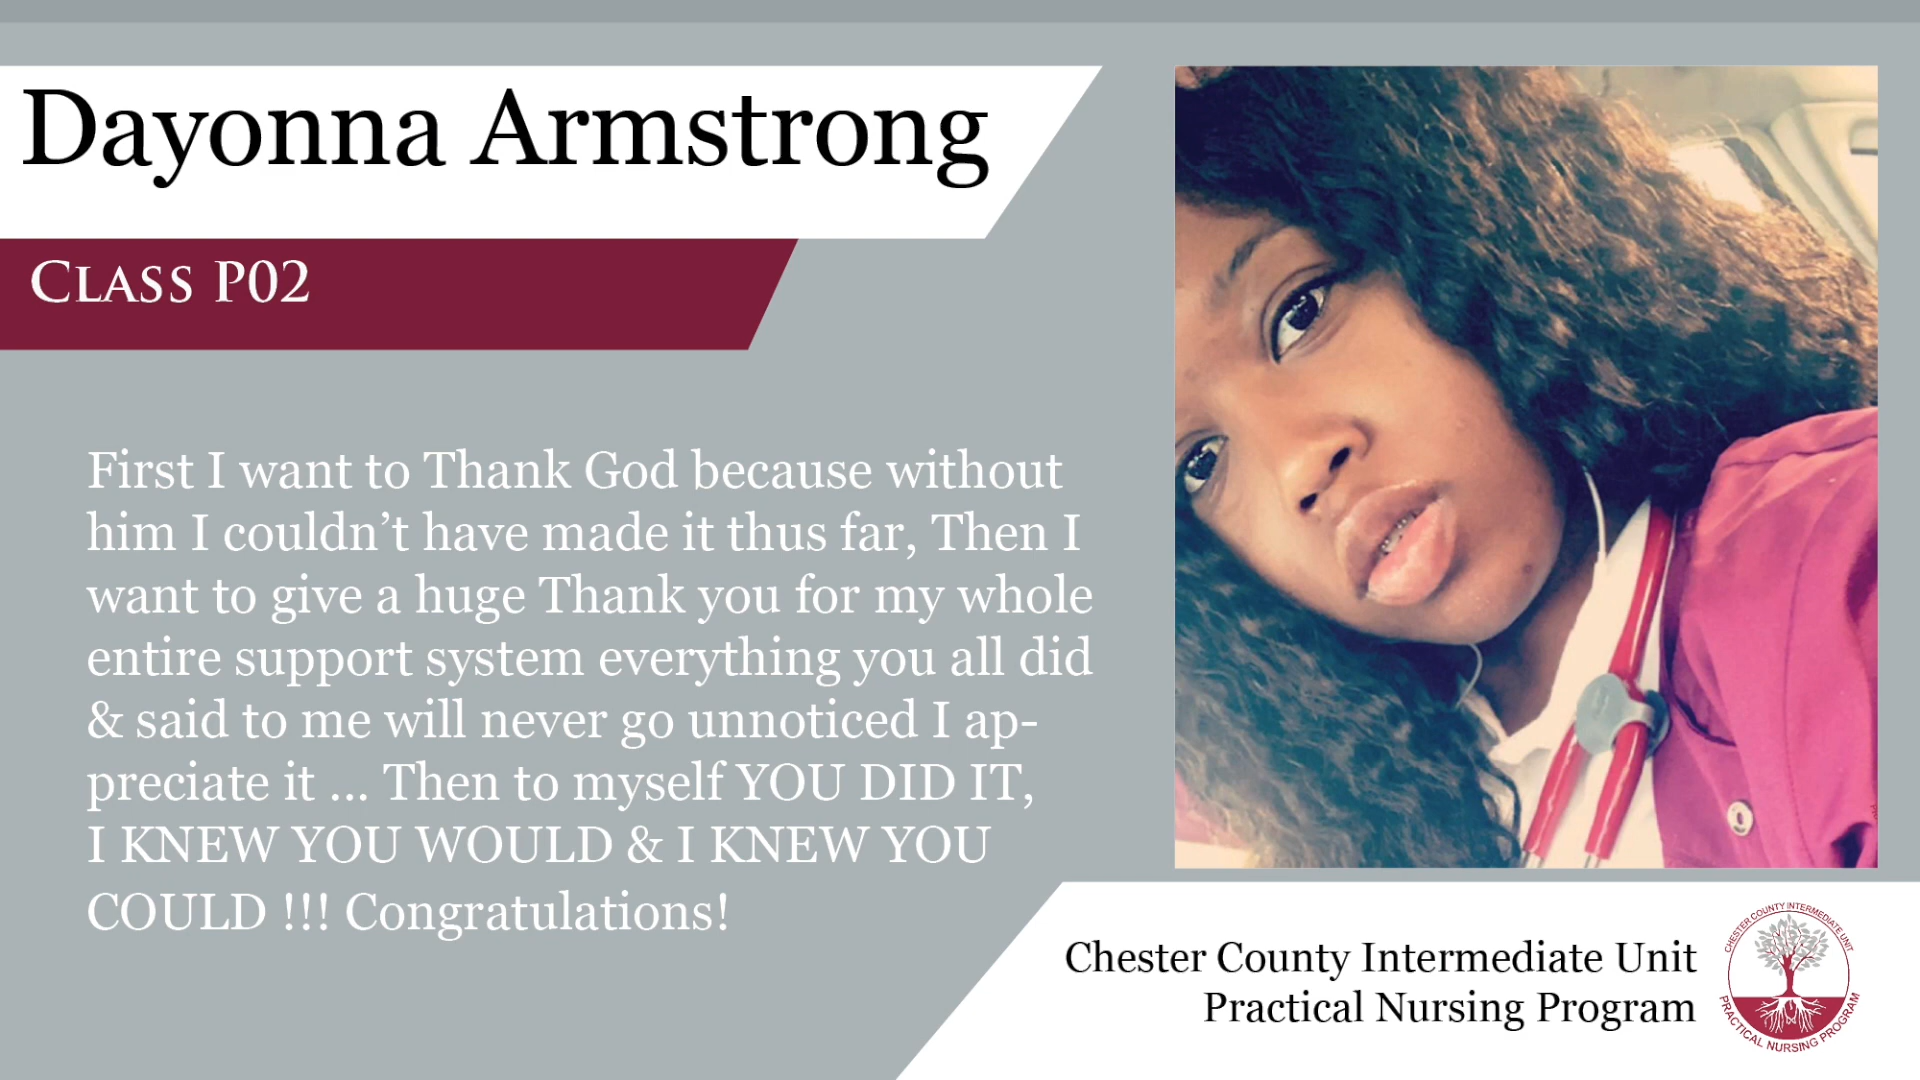 Dayonna Armstrong
CLASS P02
First I want to Thank God because without
him I couldn't have made it thus far, Then I
want to give a huge Thank you for my whole
entire support system everything you all did
& said to me will never go unnoticed I ap-
preciate it ... Then to myself YOU DID IT,
I KNEW YOU WOULD & I KNEW YOU
COULD !!! Congratulations!
Chester County Intermediate Unit
Practical Nursing Program
CHESTER COUNTY INTERMEDIATE UNIT
PRACTICAL NURSING PROGRAM